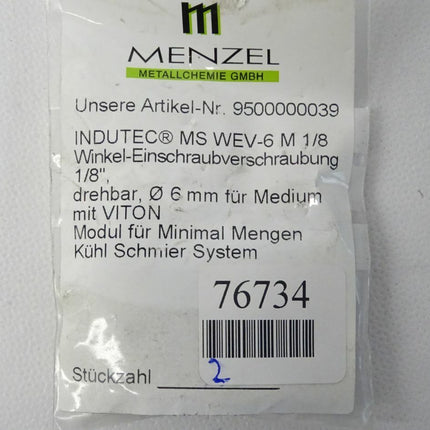 m
MENZEL
METALLCHEMIE GMBH
Unsere Artikel-Nr. 9500000039
INDUTEC® MS WEV-6 M 1/8
Winkel-Einschraubverschraubung
1/8",
drehbar, Ø 6 mm für Medium
mit VITON
Modul für Minimal Mengen
Kühl Schmier System
76734
Stückzahl 2